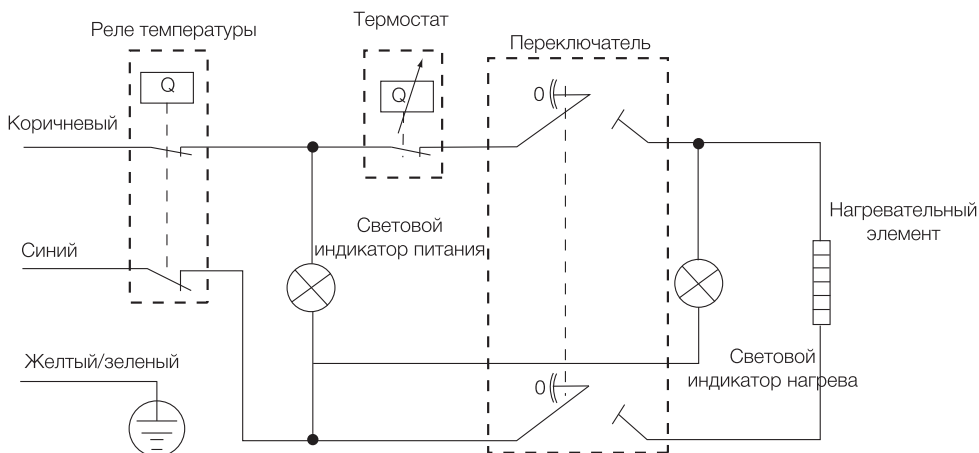 Реле температуры
Термостат
Переключатель
Q
Q
0
Коричневый
Нагревательный
элемент
Световой
индикатор питания
Синий
Желтый/зеленый
Световой
индикатор нагрева
0